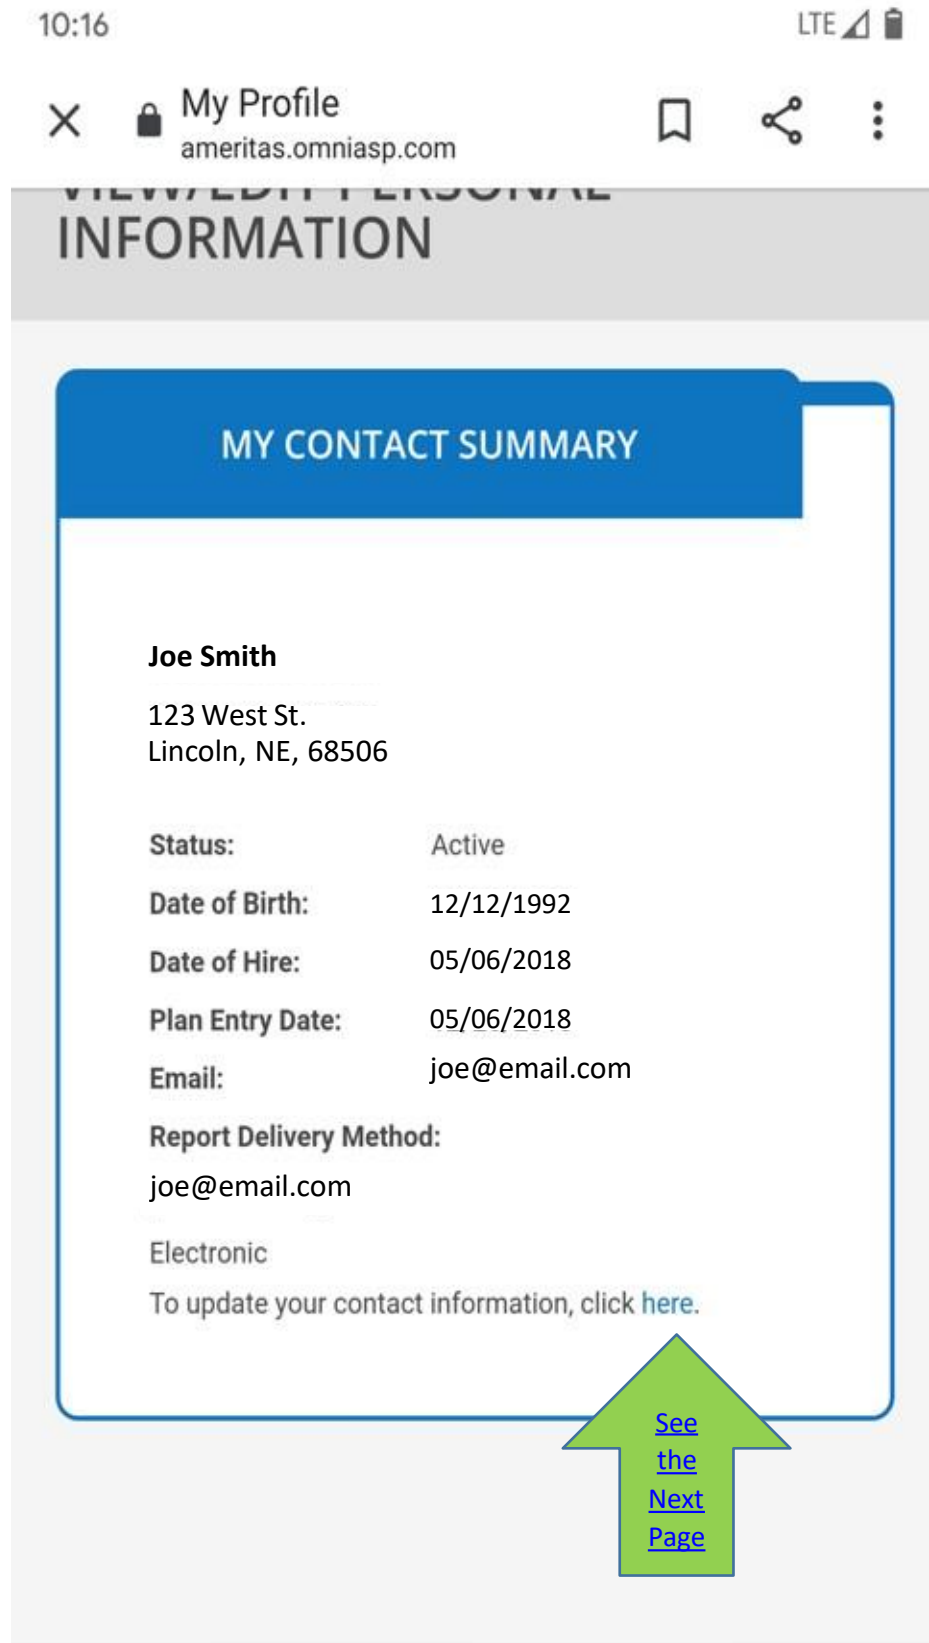 10:16 LTE
My Profile
ameritas.omniasp.com
VIEW/EDIT PERSONAL
INFORMATION
MY CONTACT SUMMARY
Joe Smith
123 West St.
Lincoln, NE, 68506
Status: Active
Date of Birth: 12/12/1992
Date of Hire: 05/06/2018
Plan Entry Date: 05/06/2018
Email: joe@email.com
Report Delivery Method:
joe@email.com
Electronic
To update your contact information, click here.
See
the
Next
Page